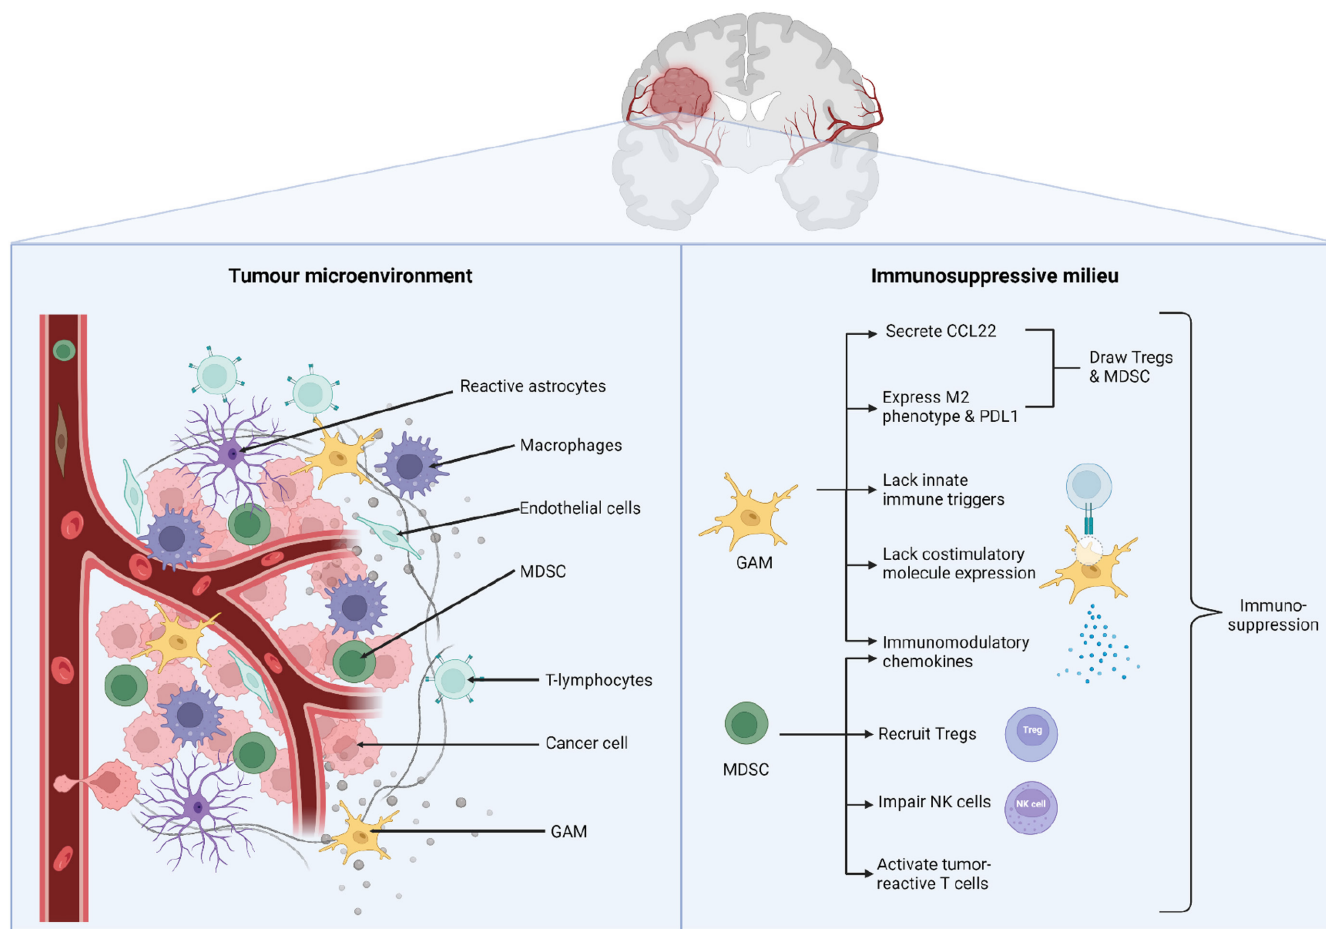 Tumour microenvironment
Reactive astrocytes
Macrophages
Endothelial cells
MDSC
T-lymphocytes
Cancer cell
GAM
Immunosuppressive milieu
Secrete CCL22
Express M2
phenotype & PDL1
Draw Tregs
& MDSC
Lack innate
immune triggers
GAM
Lack costimulatory
molecule expression
Immunomodulatory
chemokines
Immuno-
suppression
MDSC
Recruit Tregs
Treg
Impair NK cells
NK cell
Activate tumor-
reactive T cells